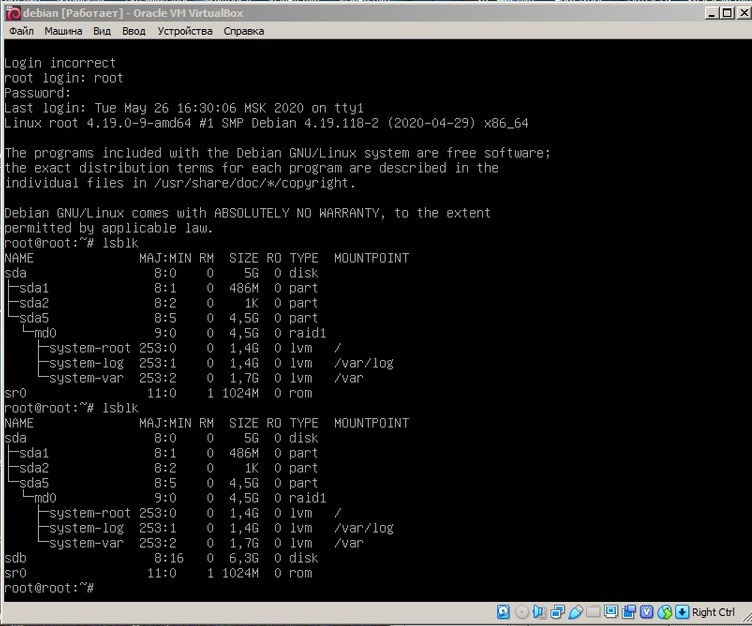 debian [Работает] - Oracle VM VirtualBox
Файл Машина Вид Ввод Устройства Справка
Login incorrect
root login: root
Password:
Last login: Tue May 26 16:30:06 MSK 2020 on tty1
Linux root 4.19.0-9-amd64 #1 SMP Debian 4.19.118-2 (2020-04-29) x86_64
The programs included with the Debian GNU/Linux system are free software;
the exact distribution terms for each program are described in the
individual files in /usr/share/doc/*/copyright.
Debian GNU/Linux comes with ABSOLUTELY NO WARRANTY, to the extent
permitted by applicable law.
root@root:~# lsblk
NAME MAJ:MIN RM SIZE RO TYPE MOUNTPOINT
sda 8:0 0 5G 0 disk
├─sda1 8:1 0 486M 0 part
├─sda2 8:2 0 1K 0 part
└─sda5 8:5 0 4,5G 0 part
└─md0 9:0 0 4,5G 0 raid1
├─system-root 253:0 0 1,4G 0 lvm /
├─system-log 253:1 0 1,4G 0 lvm /var/log
└─system-var 253:2 0 1,7G 0 lvm /var
sr0 11:0 1 1024M 0 rom
root@root:~# lsblk
NAME MAJ:MIN RM SIZE RO TYPE MOUNTPOINT
sda 8:0 0 5G 0 disk
├─sda1 8:1 0 486M 0 part
├─sda2 8:2 0 1K 0 part
└─sda5 8:5 0 4,5G 0 part
└─md0 9:0 0 4,5G 0 raid1
├─system-root 253:0 0 1,4G 0 lvm /
├─system-log 253:1 0 1,4G 0 lvm /var/log
└─system-var 253:2 0 1,7G 0 lvm /var
sdb 8:16 0 6,3G 0 disk
sr0 11:0 1 1024M 0 rom
root@root:~#
Right Ctrl